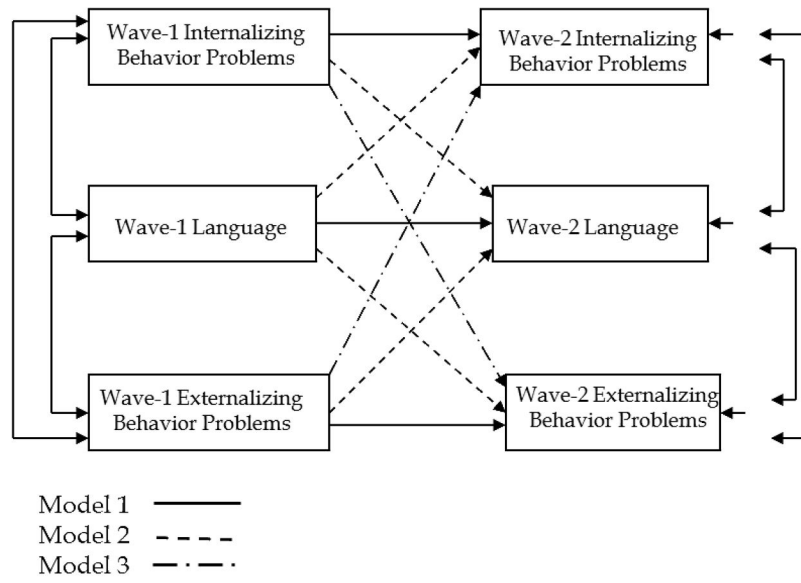 Wave-1 Internalizing
Behavior Problems
Wave-2 Internalizing
Behavior Problems
Wave-1 Language
Wave-2 Language
Wave-1 Externalizing
Behavior Problems
Wave-2 Externalizing
Behavior Problems
Model 1
Model 2
Model 3